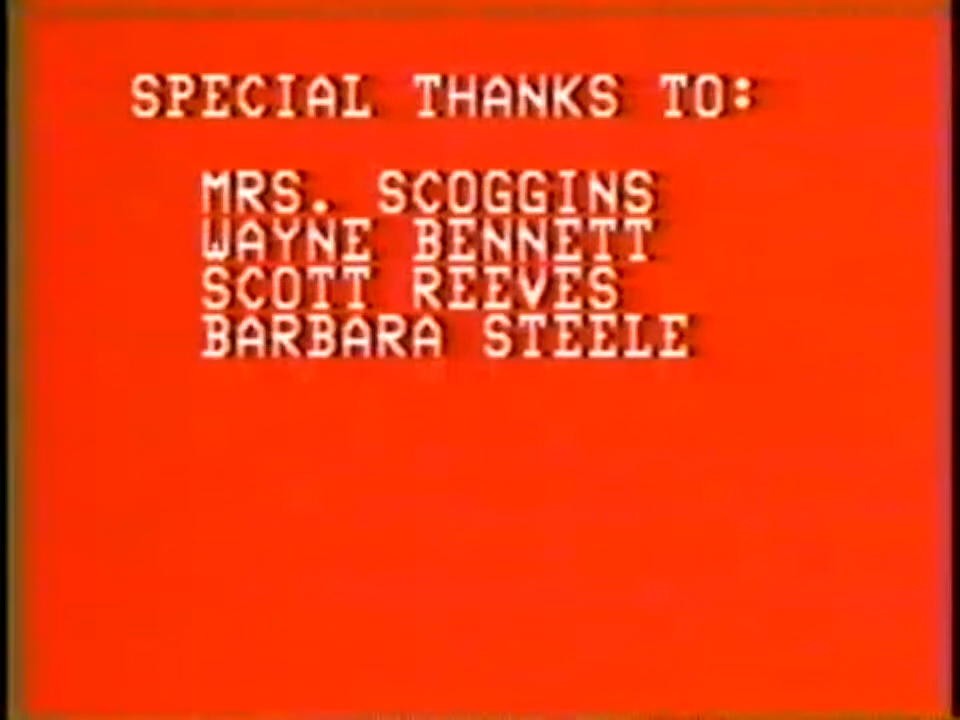 SPECIAL THANKS TO:
MRS. SCOGGINS
WAYNE BENNETT
SCOTT REEVES
BARBARA STEELE